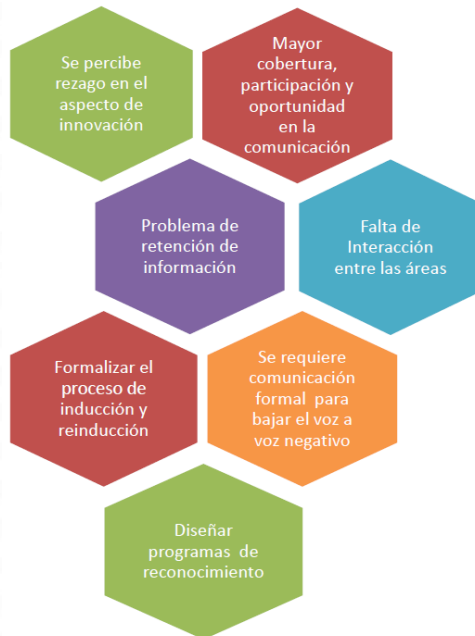 Se percibe
rezago en el
aspecto de
innovación
Mayor
cobertura,
participación y
oportunidad
en la
comunicación
Problema de
retención de
información
Falta de
Interacción
entre las áreas
Formalizar el
proceso de
inducción y
reinducción
Se requiere
comunicación
formal para
bajar el voz a
voz negativo
Diseñar
programas de
reconocimiento